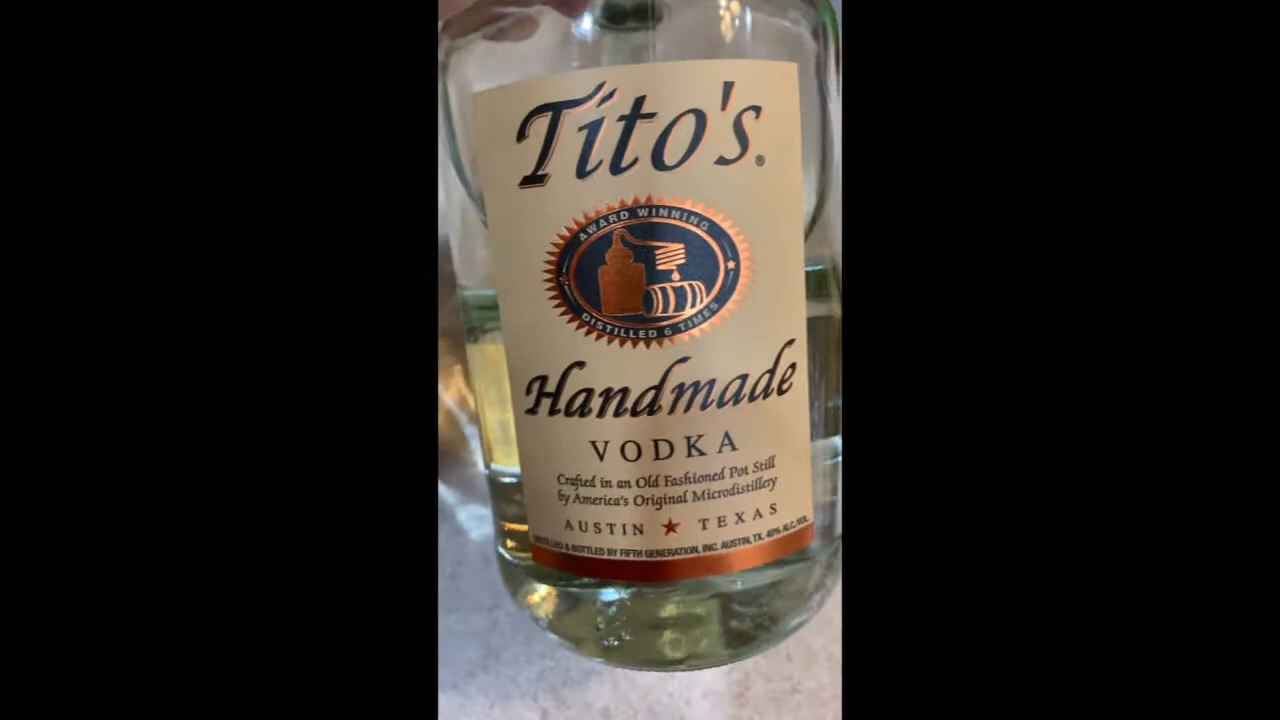 Tito's®
AWARD WINNING
DISTILLED 6 TIMES
Handmade
VODKA
Crafted in an Old Fashioned Pot Still
by America's Original Microdistillery
AUSTIN ★ TEXAS
DISTILLED & BOTTLED BY FIFTH GENERATION, INC. AUSTIN, TX. 40% ALC./VOL.